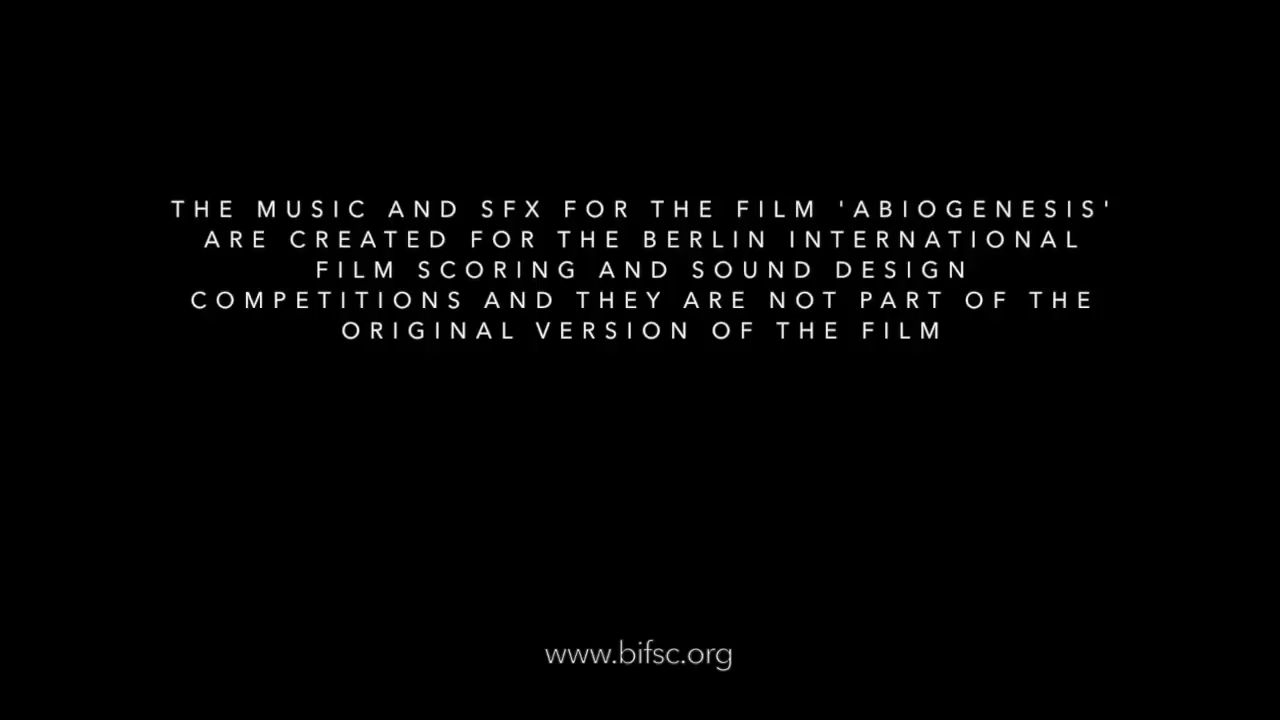 THE MUSIC AND SFX FOR THE FILM 'ABIOGENESIS'
ARE CREATED FOR THE BERLIN INTERNATIONAL
FILM SCORING AND SOUND DESIGN
COMPETITIONS AND THEY ARE NOT PART OF THE
ORIGINAL VERSION OF THE FILM
www.bifsc.org